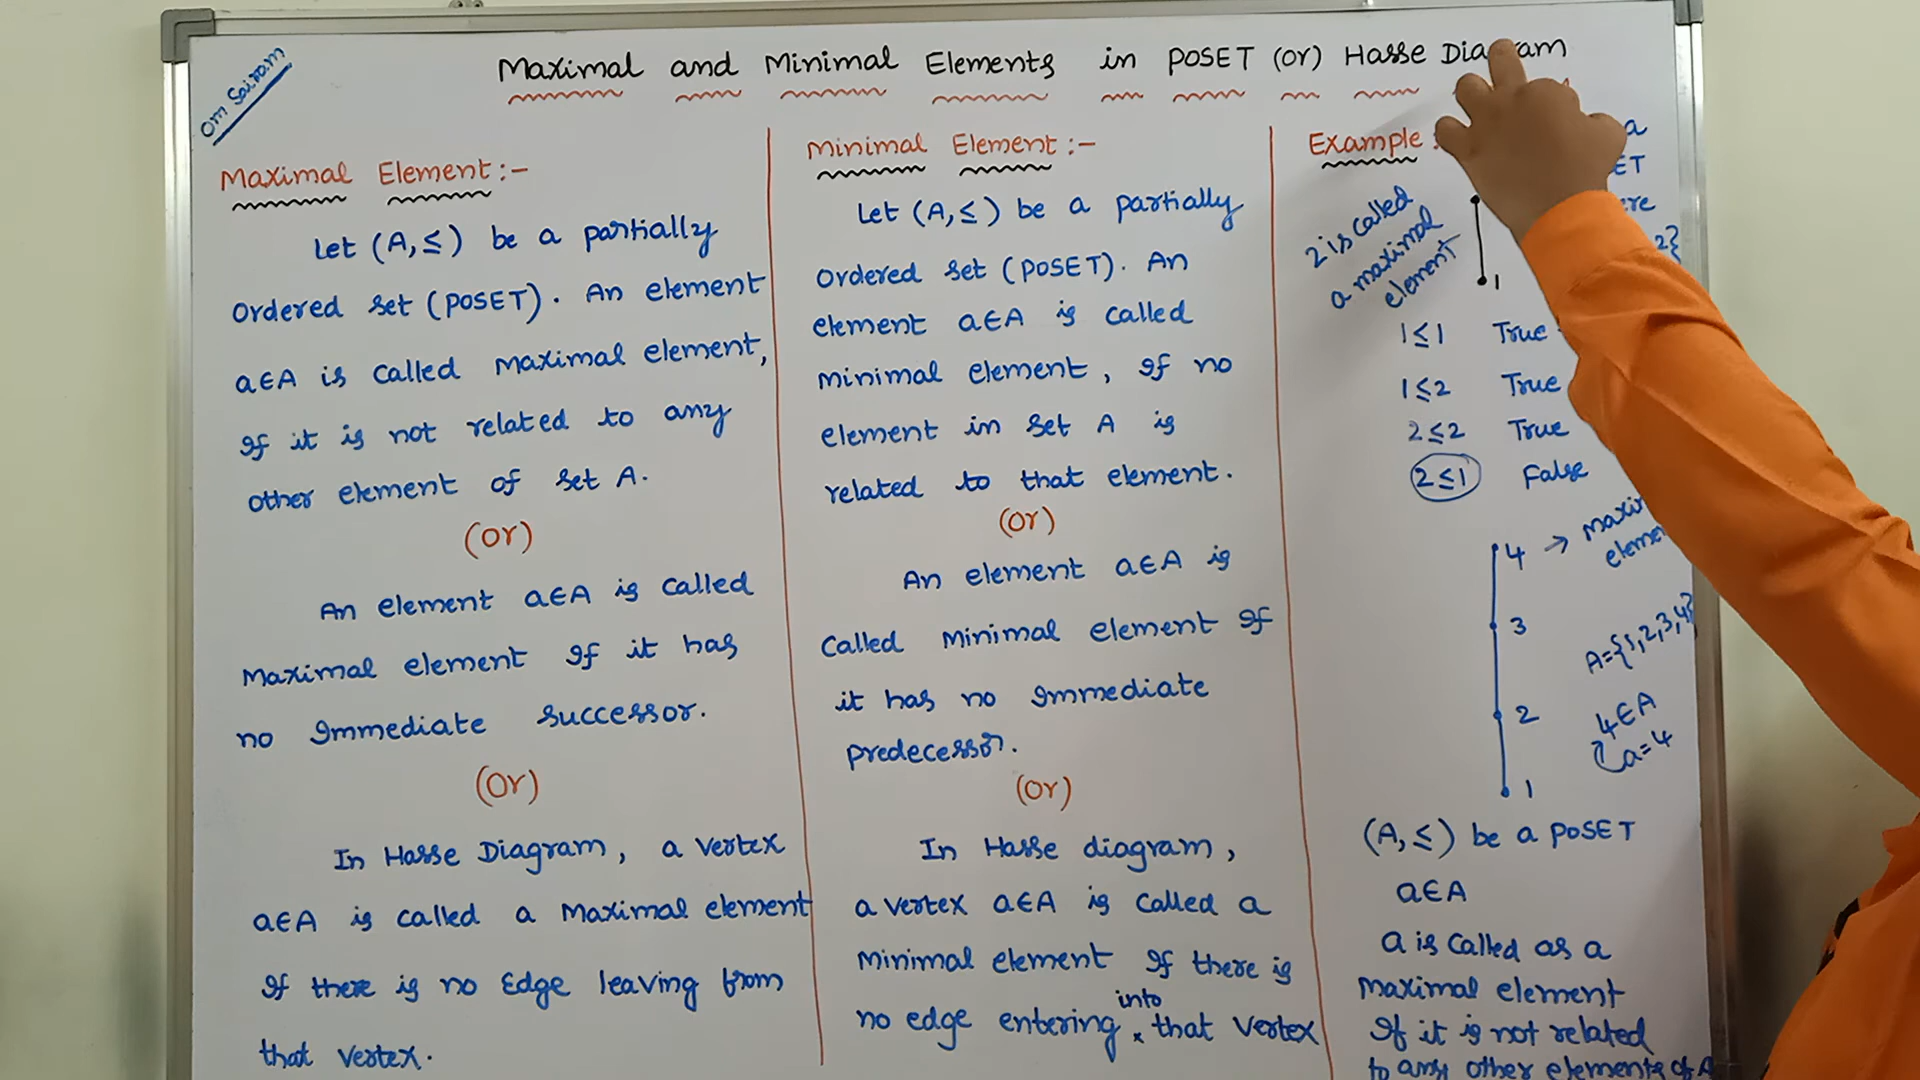 Om Sairam
Maximal and Minimal Elements in POSET (or) Hasse Diagram
Maximal Element :-
Let (A,≤) be a partially
Ordered set (POSET). An element
a∈A is called Maximal element,
If it is not related to any
other element of set A.
(or)
An element a∈A is called
Maximal element If it has
no Immediate successor.
(or)
In Hasse Diagram, a vertex
a∈A is called a Maximal element
If there is no Edge leaving from
that vertex.
Minimal Element :-
Let (A,≤) be a partially
Ordered set (POSET). An
element a∈A is called
minimal element, If no
element in set A is
related to that element.
(or)
An element a∈A is
Called Minimal element If
it has no Immediate
predecessor.
(or)
In Hasse diagram,
a vertex a∈A is called a
minimal element If there is
into
no edge entering x that vertex
Example :
a
2 is called
a maximal
element
1
2}
1≤1 True
1≤2 True
2≤2 True
2≤1 False
4 →
3
2
1
A={1,2,3,4}
4∈A
a=4
(A,≤) be a POSET
a∈A
a is called as a
maximal element
If it is not related
to any other elements of A